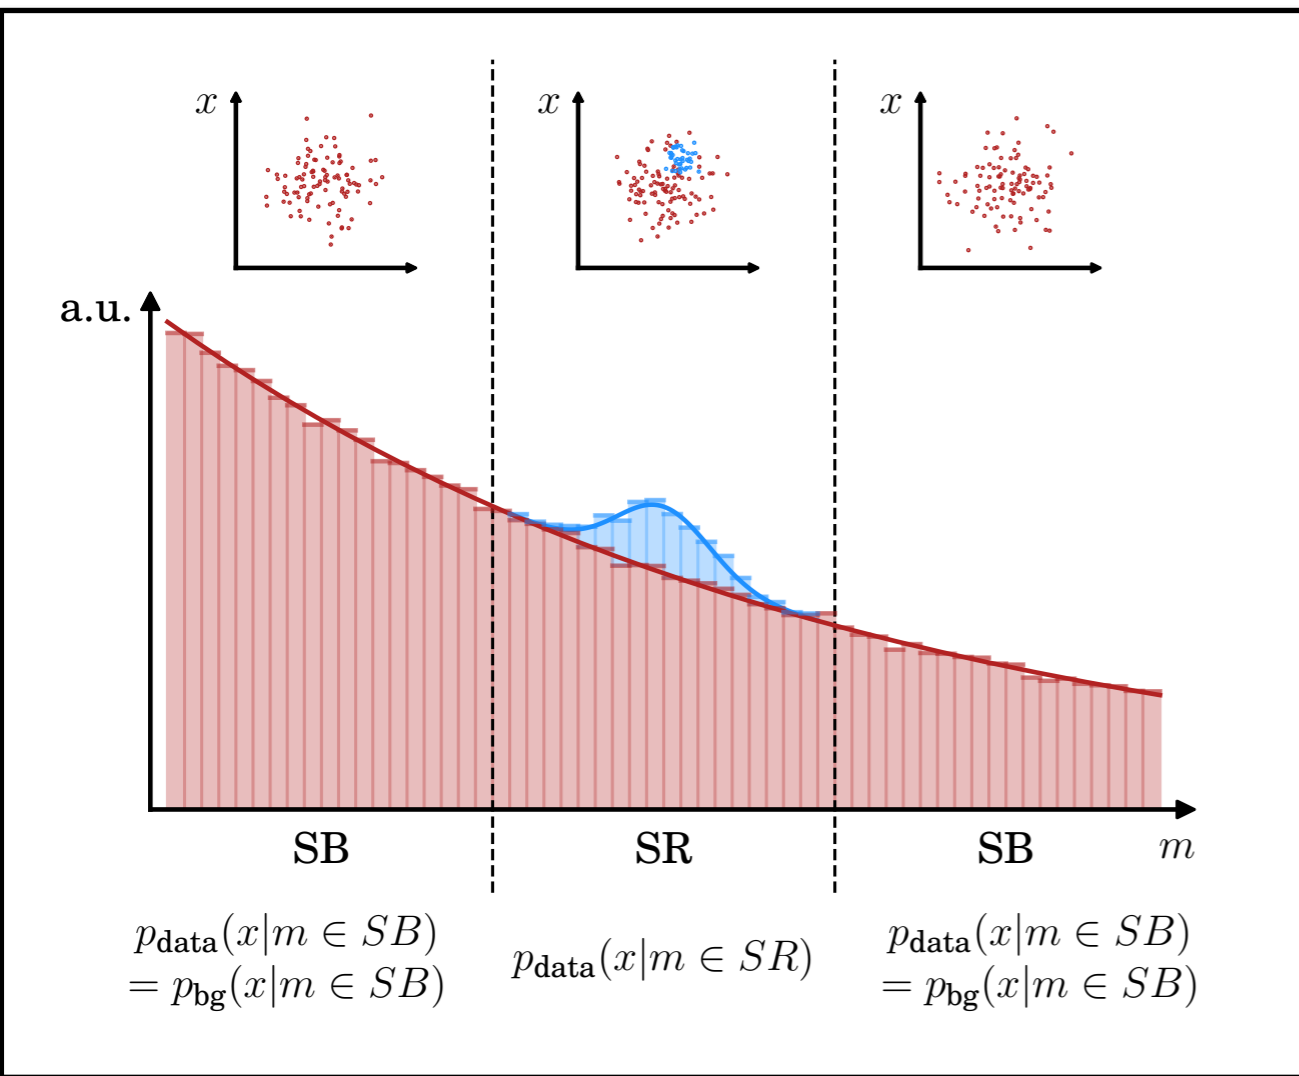 x
x
x
a.u.
SB
SR
SB
m
p_data(x|m ∈ SB)
= p_bg(x|m ∈ SB)
p_data(x|m ∈ SR)
p_data(x|m ∈ SB)
= p_bg(x|m ∈ SB)